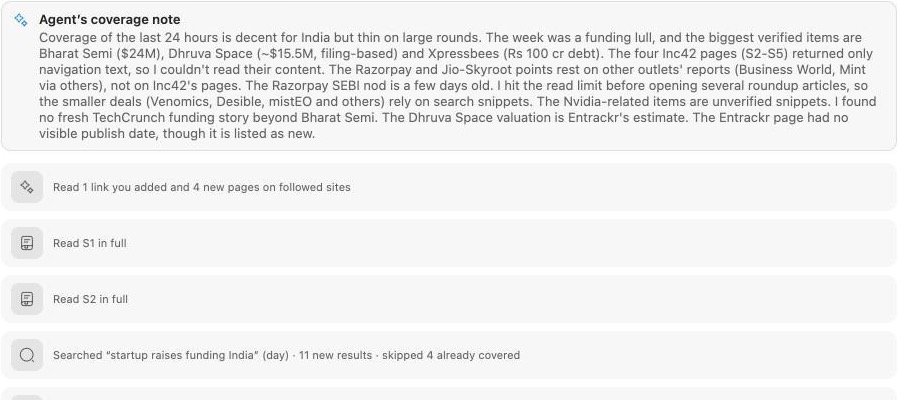 Agent's coverage note
Coverage of the last 24 hours is decent for India but thin on large rounds. The week was a funding lull, and the biggest verified items are
Bharat Semi ($24M), Dhruva Space (~$15.5M, filing-based) and Xpressbees (Rs 100 cr debt). The four Inc42 pages (S2-S5) returned only
navigation text, so I couldn't read their content. The Razorpay and Jio-Skyroot points rest on other outlets' reports (Business World, Mint
via others), not on Inc42's pages. The Razorpay SEBI nod is a few days old. I hit the read limit before opening several roundup articles, so
the smaller deals (Venomics, Desible, mistEO and others) rely on search snippets. The Nvidia-related items are unverified snippets. I found
no fresh TechCrunch funding story beyond Bharat Semi. The Dhruva Space valuation is Entrackr's estimate. The Entrackr page had no
visible publish date, though it is listed as new.
Read 1 link you added and 4 new pages on followed sites
Read S1 in full
Read S2 in full
Searched “startup raises funding India” (day) · 11 new results · skipped 4 already covered